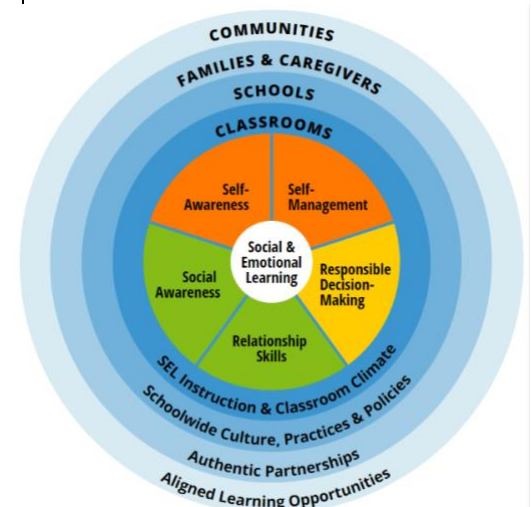 COMMUNITIES
FAMILIES & CAREGIVERS
SCHOOLS
CLASSROOMS
Self-
Awareness
Self-
Management
Social &
Emotional
Learning
Social
Awareness
Responsible
Decision-
Making
Relationship
Skills
SEL Instruction & Classroom Climate
Schoolwide Culture, Practices & Policies
Authentic Partnerships
Aligned Learning Opportunities